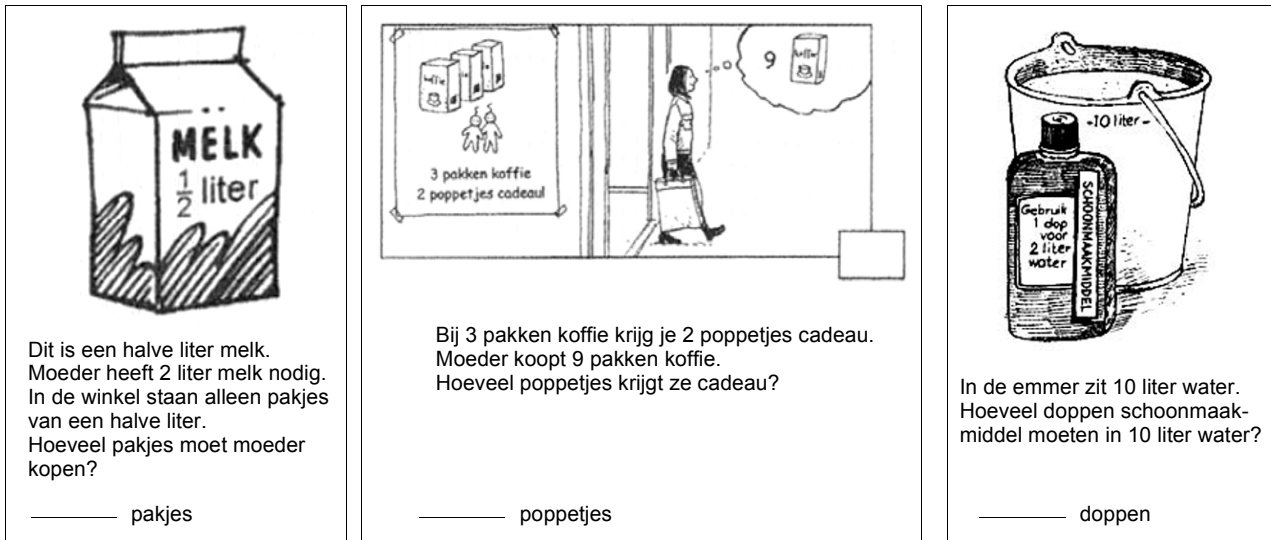 MELK
1/2 liter
Dit is een halve liter melk.
Moeder heeft 2 liter melk nodig.
In de winkel staan alleen pakjes
van een halve liter.
Hoeveel pakjes moet moeder
kopen?
pakjes
koffie
3 pakken koffie
2 poppetjes cadeau!
9
koffie
Bij 3 pakken koffie krijg je 2 poppetjes cadeau.
Moeder koopt 9 pakken koffie.
Hoeveel poppetjes krijgt ze cadeau?
poppetjes
-10 liter-
Gebruik
1 dop
voor
2 liter
water
SCHOONMAAKMIDDEL
In de emmer zit 10 liter water.
Hoeveel doppen schoonmaak-
middel moeten in 10 liter water?
doppen